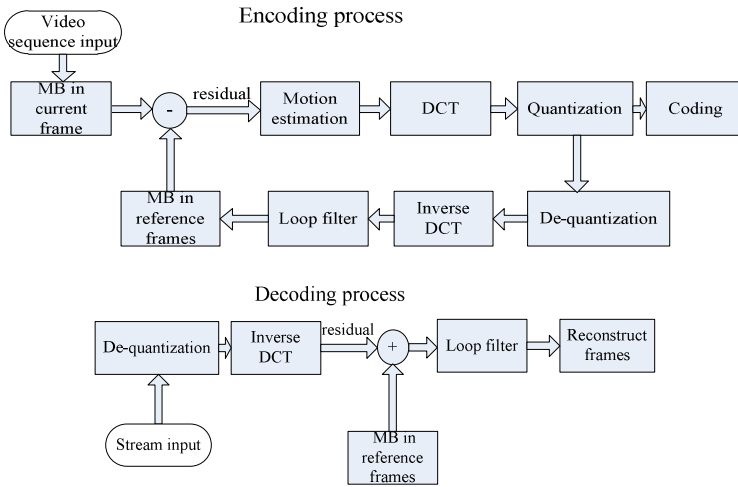 Encoding process
Video
sequence input
MB in
current
frame
-
residual
Motion
estimation
DCT
Quantization
Coding
MB in
reference
frames
Loop filter
Inverse
DCT
De-quantization
Decoding process
De-quantization
Inverse
DCT
residual
+
Loop filter
Reconstruct
frames
Stream input
MB in
reference
frames